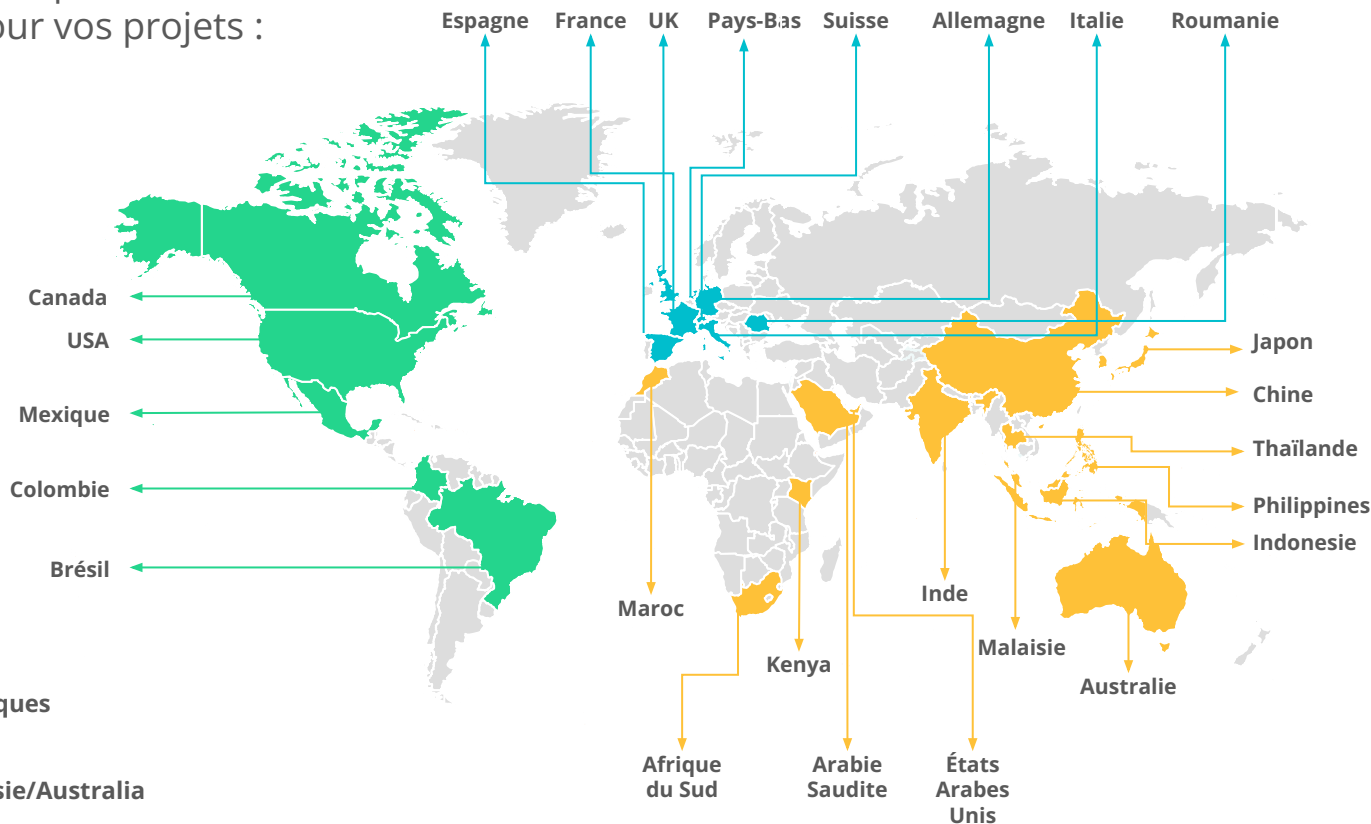 our vos projets :
Espagne
France
UK
Pays-Bas
Suisse
Allemagne
Italie
Roumanie
Canada
USA
Mexique
Colombie
Brésil
Japon
Chine
Thaïlande
Philippines
Indonesie
Maroc
Inde
Malaisie
Kenya
Australie
Afrique
du Sud
Arabie
Saudite
États
Arabes
Unis
ques
sie/Australia